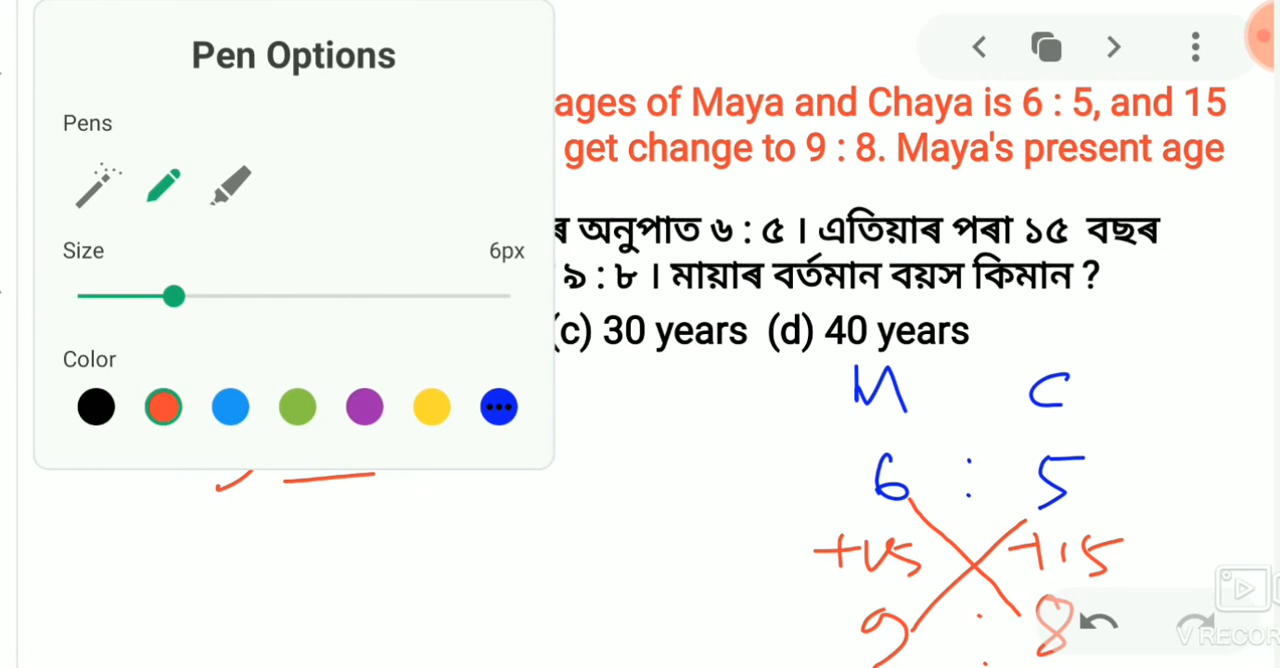 Pen Options
Pens
Size 6px
Color
ages of Maya and Chaya is 6 : 5, and 15
get change to 9 : 8. Maya's present age
ৰ অনুপাত ৬ : ৫ । এতিয়াৰ পৰা ১৫ বছৰ
৯ : ৮ । মায়াৰ বৰ্তমান বয়স কিমান ?
(c) 30 years (d) 40 years
M C
6 : 5
+15 +15
9 : 8
V RECOR